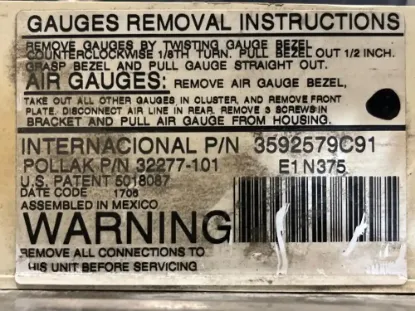 GAUGES REMOVAL INSTRUCTIONS
REMOVE GAUGES BY TWISTING GAUGE BEZEL
COUNTERCLOCKWISE 1/8TH TURN. PULL BEZEL OUT 1/2 INCH.
GRASP BEZEL AND PULL GAUGE STRAIGHT OUT.
AIR GAUGES: REMOVE AIR GAUGE BEZEL,
TAKE OUT ALL OTHER GAUGES IN CLUSTER, AND REMOVE FRONT
PLATE. DISCONNECT AIR LINE IN REAR, REMOVE 3 SCREWS IN
BRACKET AND PULL AIR GAUGE FROM HOUSING.
INTERNACIONAL P/N 3592579C91
POLLAK P/N 32277-101 E1N375
U.S. PATENT 5018087
DATE CODE 1706
ASSEMBLED IN MEXICO
WARNING
REMOVE ALL CONNECTIONS TO
HIS UNIT BEFORE SERVICING